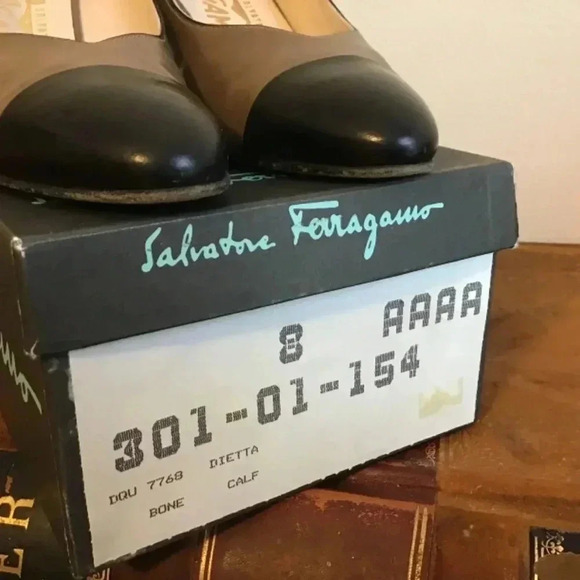 Salvatore Ferragamo
8 AAAA
301-01-154
DQU 7768 DIETTA
BONE CALF